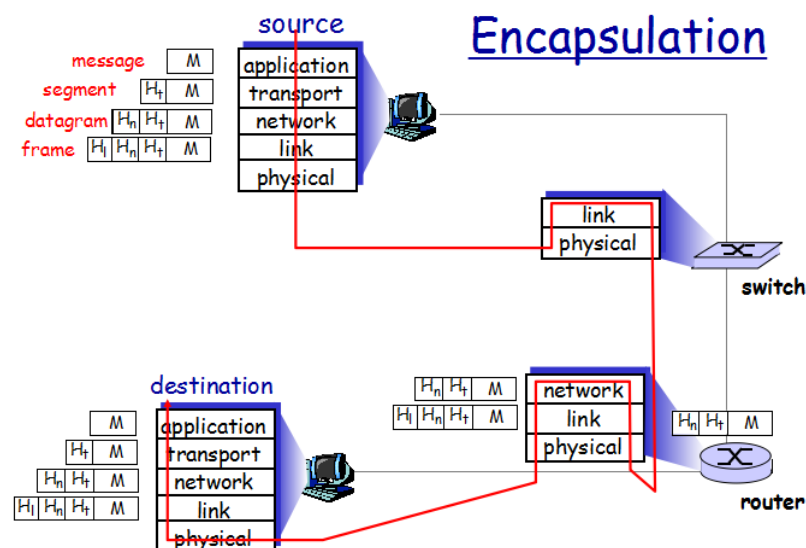 source
Encapsulation
message M
application
segment Ht M
transport
datagram Hn Ht M
network
frame Hl Hn Ht M
link
physical
link
physical
switch
destination
Hn Ht M
network
Hl Hn Ht M
link
Hn Ht M
physical
router
M
application
Ht M
transport
Hn Ht M
network
Hl Hn Ht M
link
physical